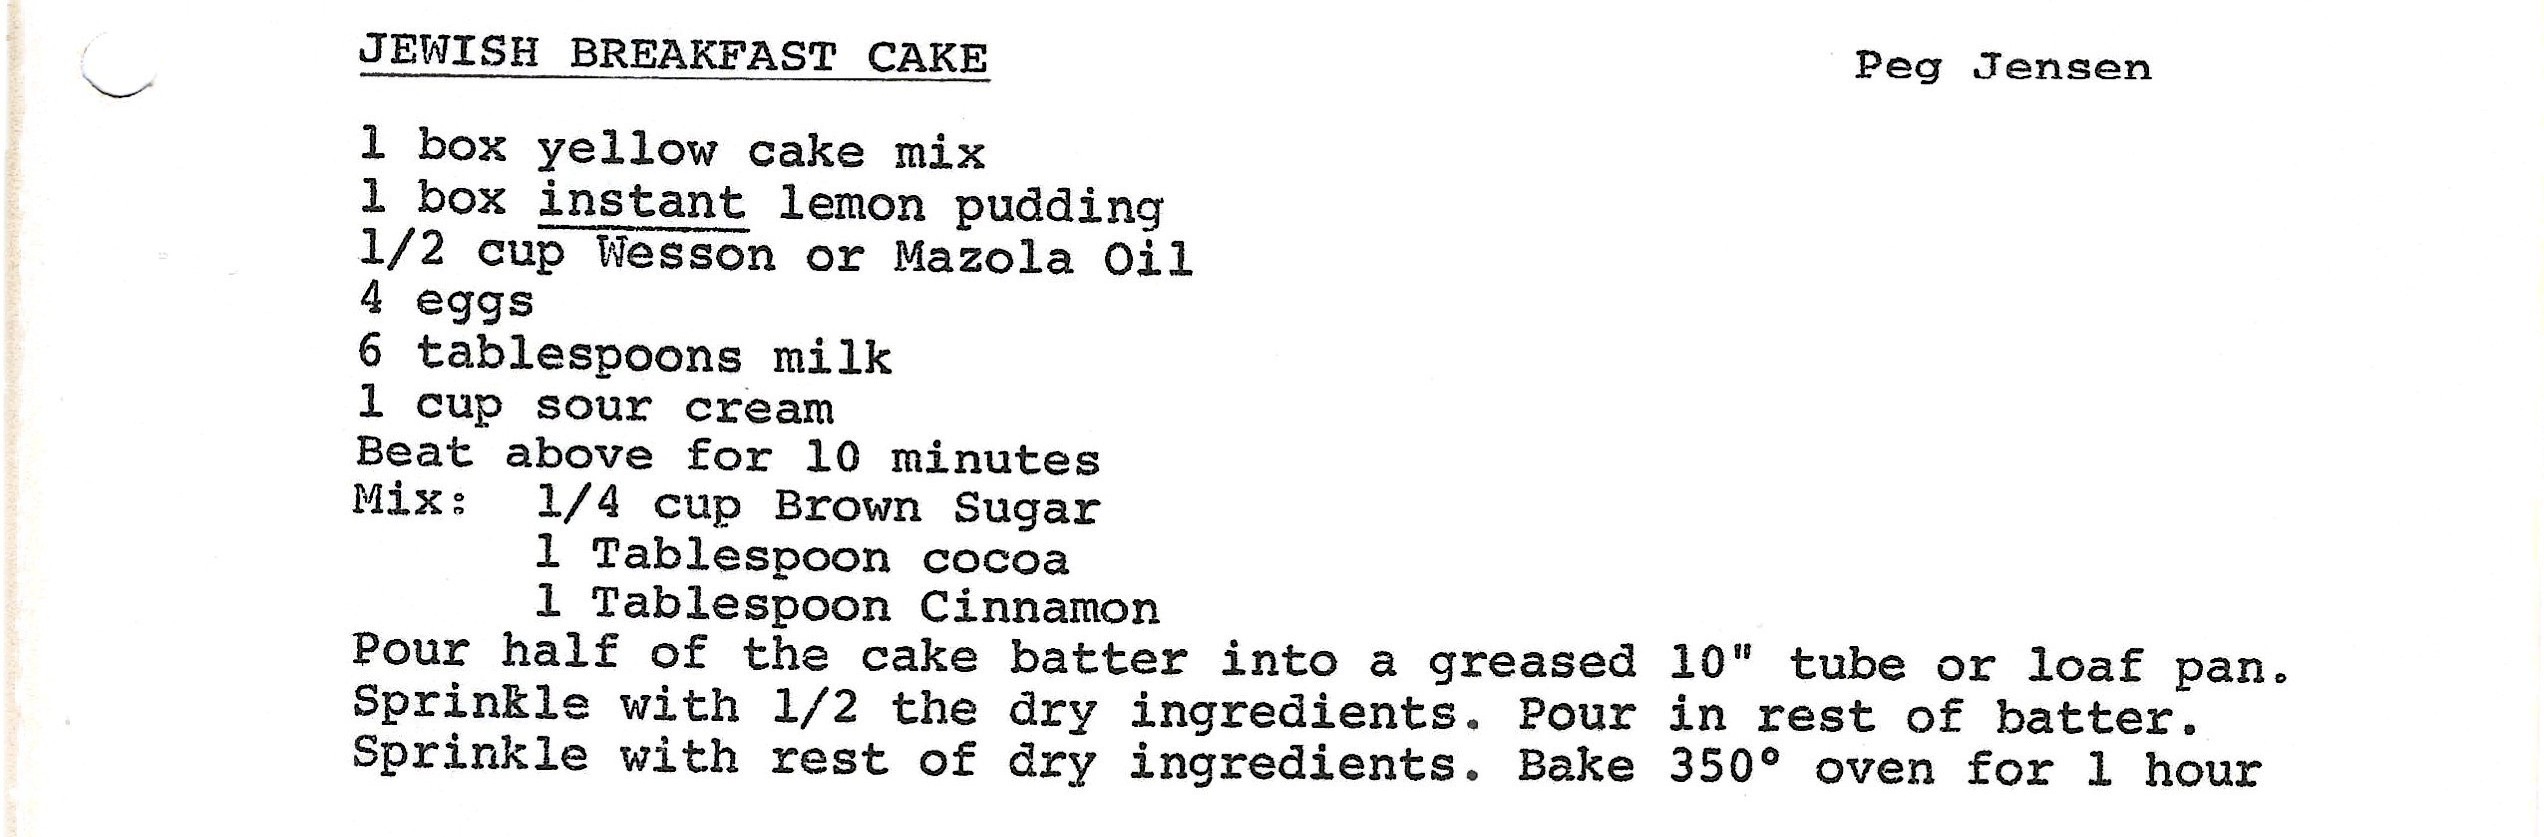 JEWISH BREAKFAST CAKE Peg Jensen
1 box yellow cake mix
1 box instant lemon pudding
1/2 cup Wesson or Mazola Oil
4 eggs
6 tablespoons milk
1 cup sour cream
Beat above for 10 minutes
Mix: 1/4 cup Brown Sugar
1 Tablespoon cocoa
1 Tablespoon Cinnamon
Pour half of the cake batter into a greased 10" tube or loaf pan.
Sprinkle with 1/2 the dry ingredients. Pour in rest of batter.
Sprinkle with rest of dry ingredients. Bake 350° oven for 1 hour